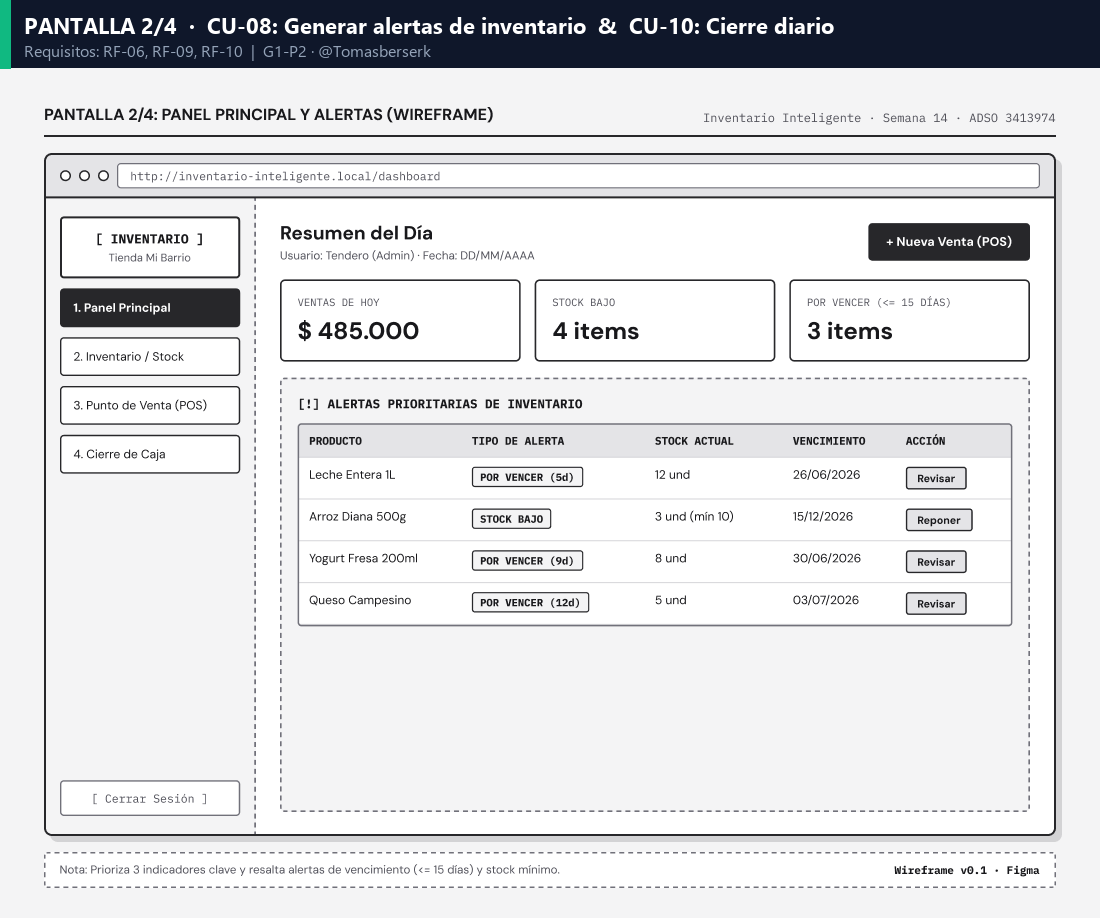 PANTALLA 2/4 · CU-08: Generar alertas de inventario & CU-10: Cierre diario
Requisitos: RF-06, RF-09, RF-10 | G1-P2 · @Tomasberserk
PANTALLA 2/4: PANEL PRINCIPAL Y ALERTAS (WIREFRAME)
Inventario Inteligente · Semana 14 · ADSO 3413974
http://inventario-inteligente.local/dashboard
[ INVENTARIO ]
Tienda Mi Barrio
1. Panel Principal
2. Inventario / Stock
3. Punto de Venta (POS)
4. Cierre de Caja
[ Cerrar Sesión ]
Resumen del Día
Usuario: Tendero (Admin) · Fecha: DD/MM/AAAA
+ Nueva Venta (POS)
VENTAS DE HOY
$ 485.000
STOCK BAJO
4 items
POR VENCER (<= 15 DÍAS)
3 items
[!] ALERTAS PRIORITARIAS DE INVENTARIO
PRODUCTO TIPO DE ALERTA STOCK ACTUAL VENCIMIENTO ACCIÓN
Leche Entera 1L POR VENCER (5d) 12 und 26/06/2026 Revisar
Arroz Diana 500g STOCK BAJO 3 und (mín 10) 15/12/2026 Reponer
Yogurt Fresa 200ml POR VENCER (9d) 8 und 30/06/2026 Revisar
Queso Campesino POR VENCER (12d) 5 und 03/07/2026 Revisar
Nota: Prioriza 3 indicadores clave y resalta alertas de vencimiento (<= 15 días) y stock mínimo.
Wireframe v0.1 · Figma